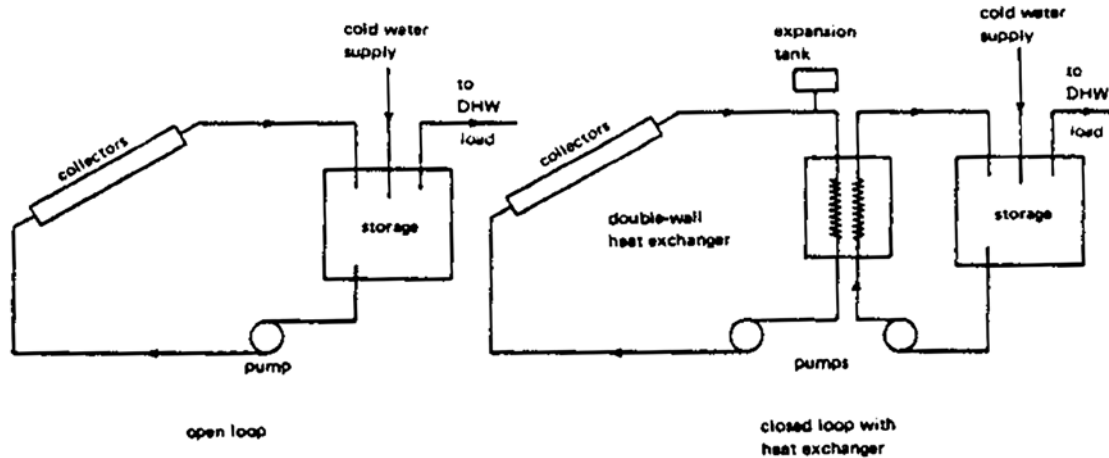 cold water
supply
to
DHW
load
collectors
storage
pump
open loop
expansion
tank
cold water
supply
to
DHW
load
collectors
double-wall
heat exchanger
storage
pumps
closed loop with
heat exchanger